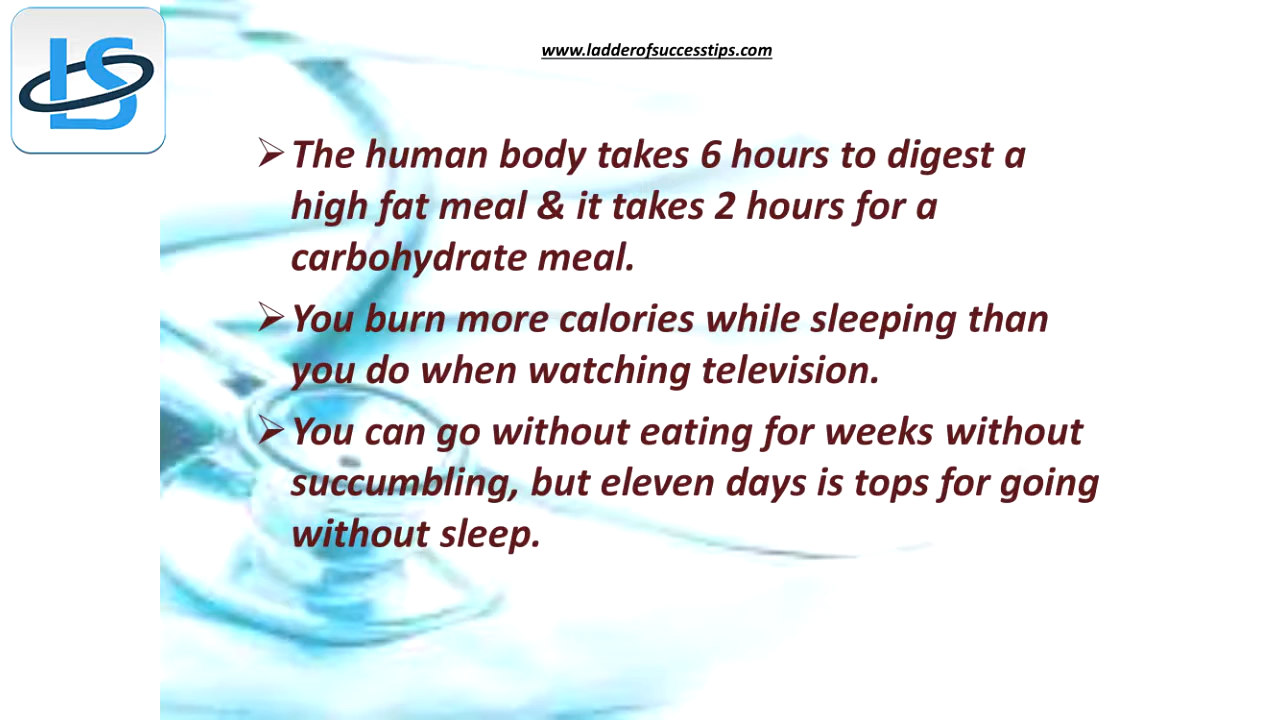 LS
www.ladderofsuccesstips.com
The human body takes 6 hours to digest a
high fat meal & it takes 2 hours for a
carbohydrate meal.
You burn more calories while sleeping than
you do when watching television.
You can go without eating for weeks without
succumbling, but eleven days is tops for going
without sleep.